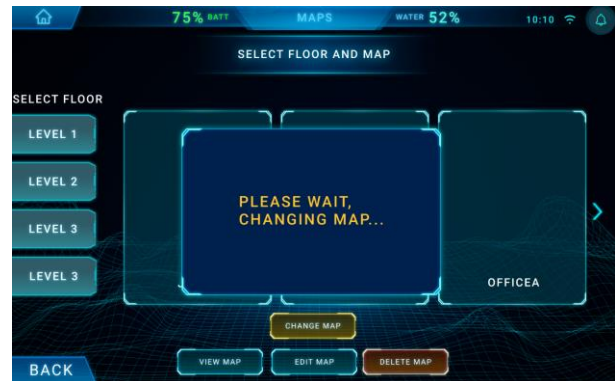 75% BATT MAPS WATER 52% 10:10
SELECT FLOOR AND MAP
SELECT FLOOR
LEVEL 1
LEVEL 2
LEVEL 3
LEVEL 3
PLEASE WAIT,
CHANGING MAP...
OFFICEA
CHANGE MAP
VIEW MAP EDIT MAP DELETE MAP
BACK